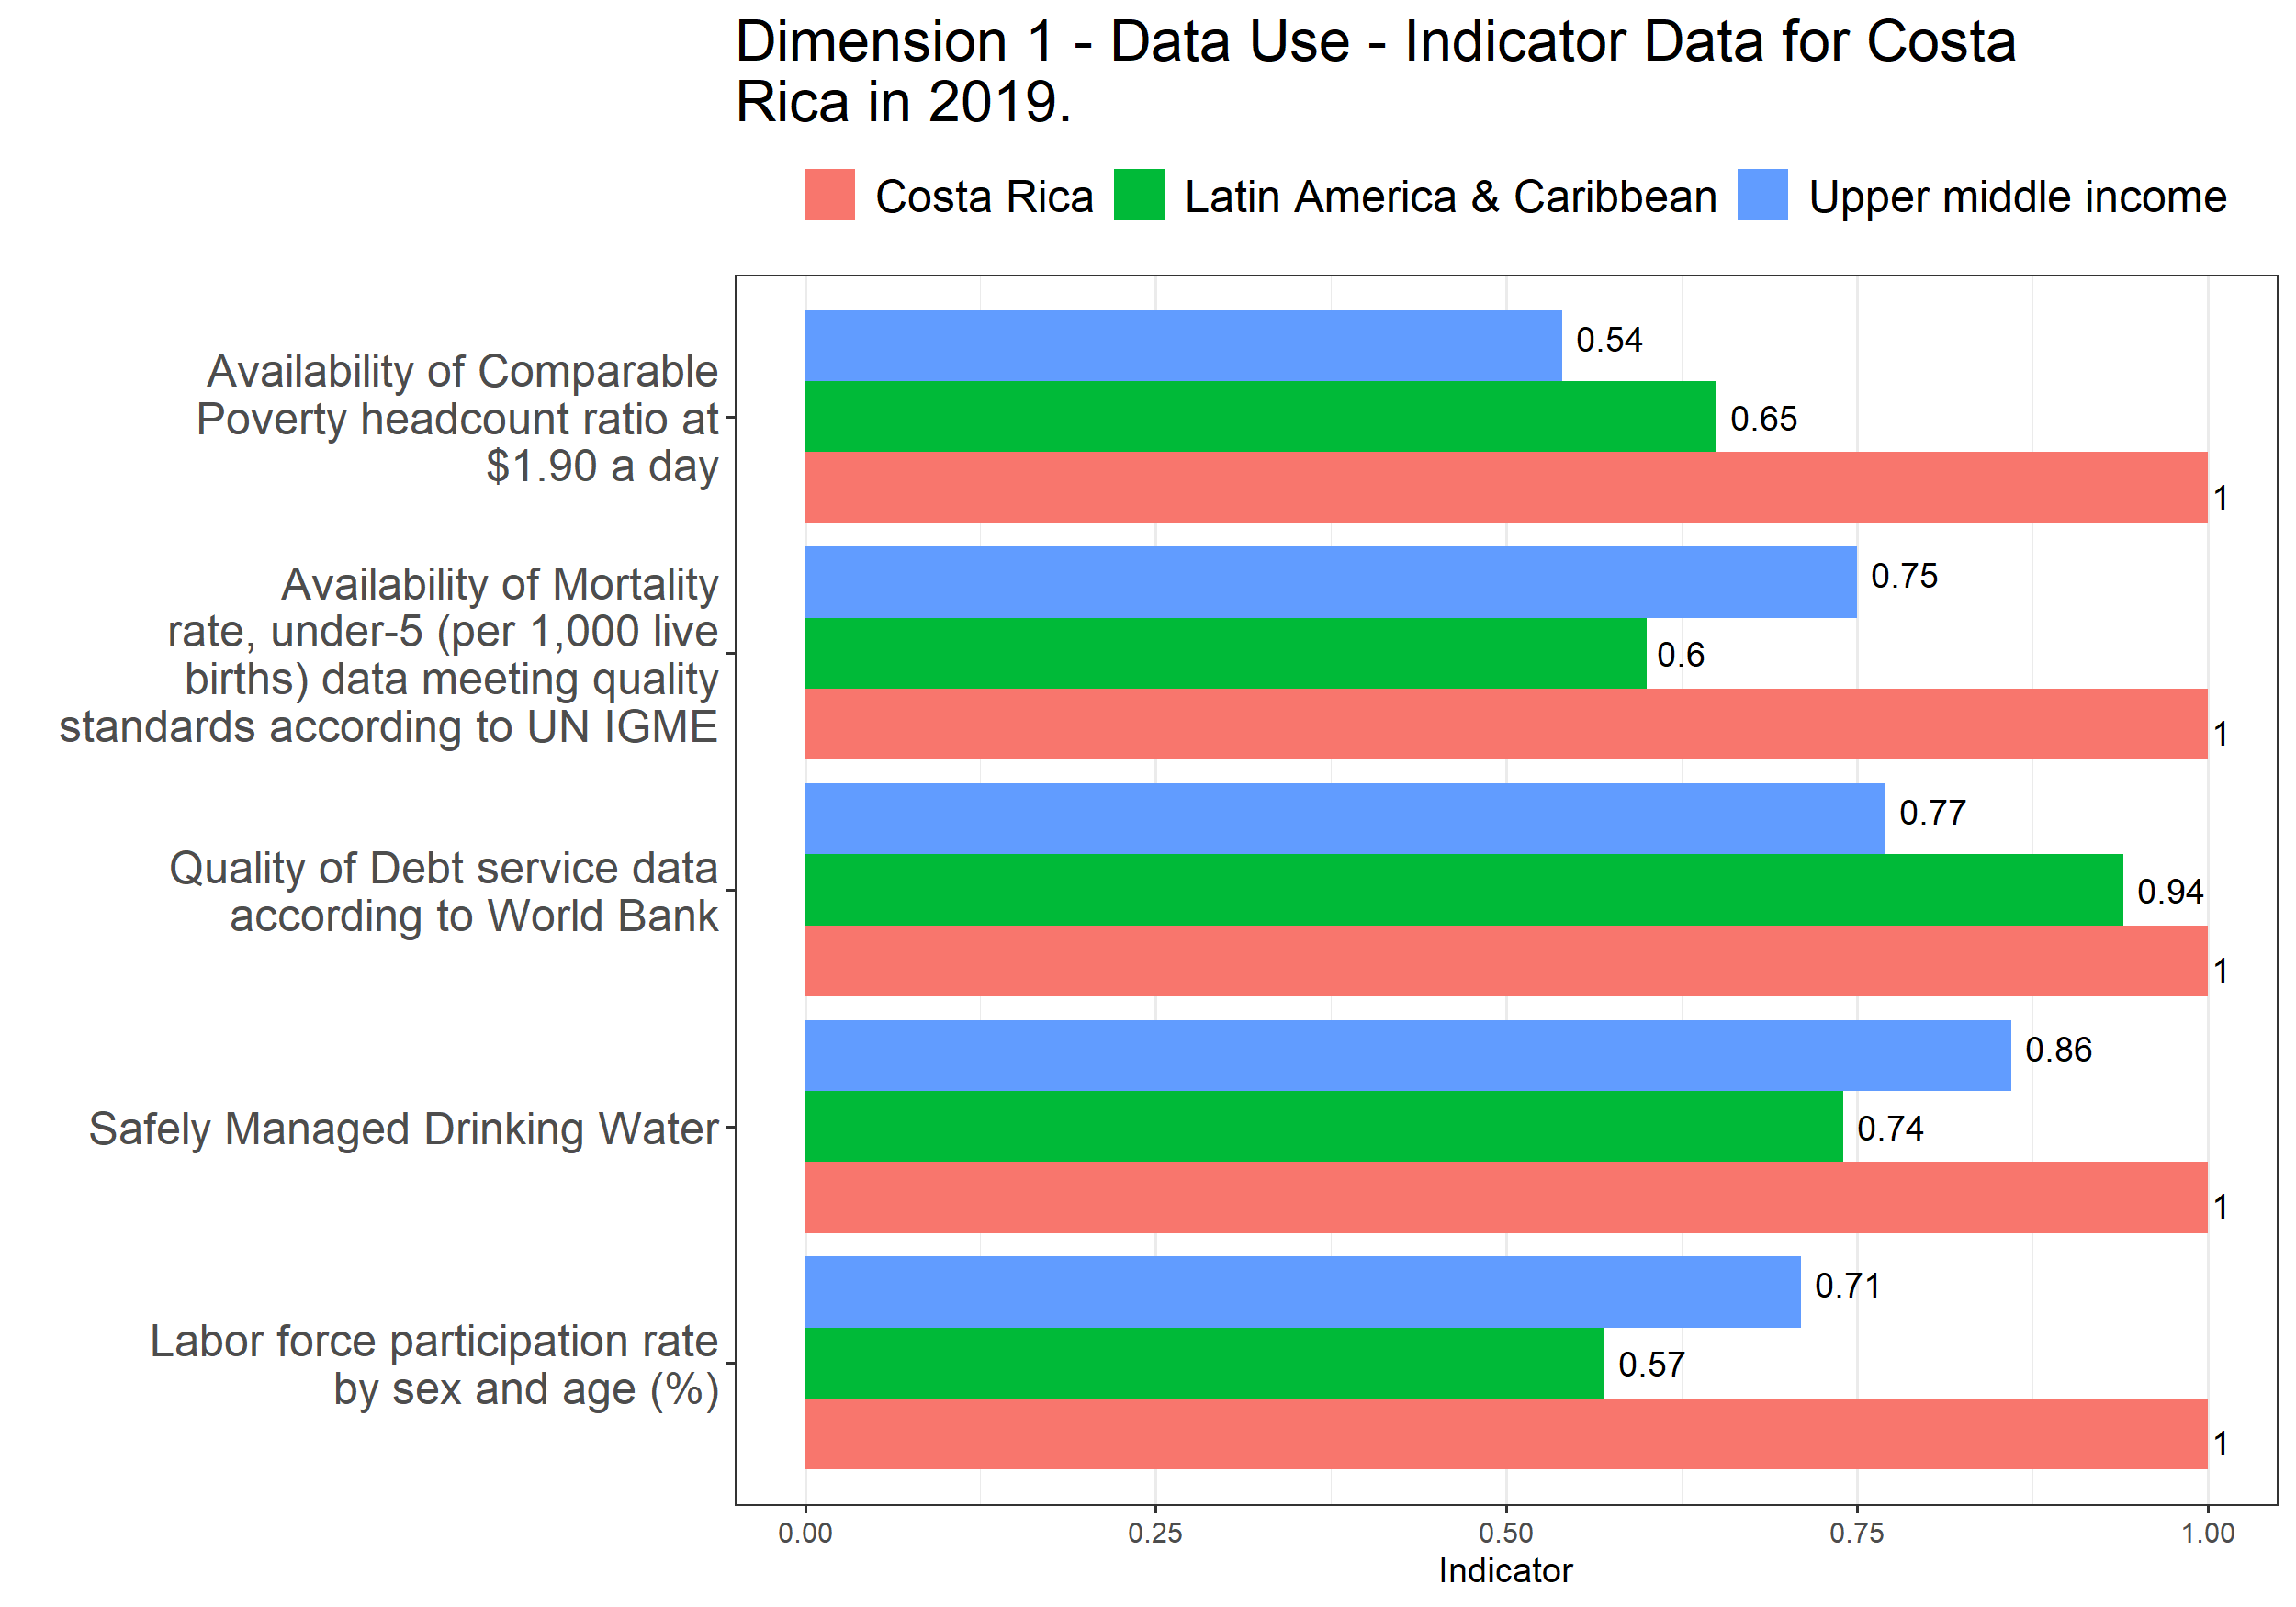 Dimension 1 - Data Use - Indicator Data for Costa
Rica in 2019.
Costa Rica
Latin America & Caribbean
Upper middle income
Availability of Comparable
Poverty headcount ratio at
$1.90 a day
0.54
0.65
1
Availability of Mortality
rate, under-5 (per 1,000 live
births) data meeting quality
standards according to UN IGME
0.75
0.6
1
Quality of Debt service data
according to World Bank
0.77
0.94
1
Safely Managed Drinking Water
0.86
0.74
1
Labor force participation rate
by sex and age (%)
0.71
0.57
1
0.00
0.25
0.50
0.75
1.00
Indicator